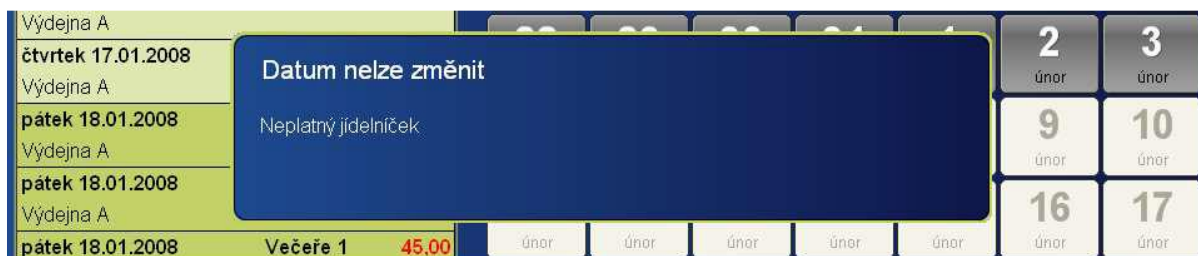 Výdejna A
čtvrtek 17.01.2008
Výdejna A
pátek 18.01.2008
Výdejna A
pátek 18.01.2008
Výdejna A
pátek 18.01.2008 Večeře 1 45,00
Datum nelze změnit
Neplatný jídelníček
2 3
únor únor
9 10
únor únor
16 17
únor únor únor únor únor únor únor